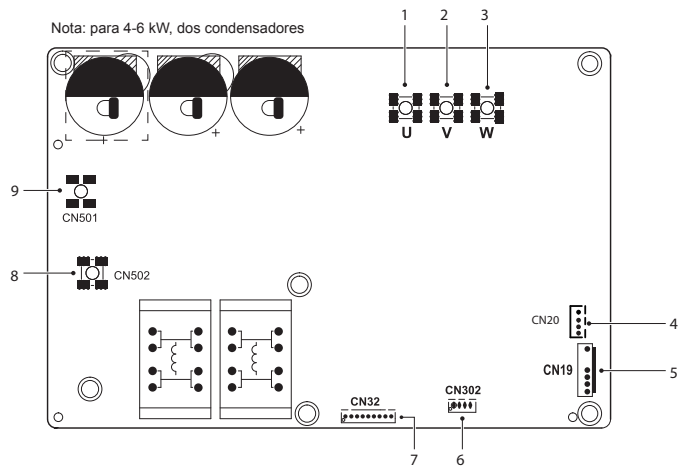 Nota: para 4-6 kW, dos condensadores
1 2 3
U V W
9
CN501
8
CN502
CN20
4
CN19
5
CN32
CN302
7
6